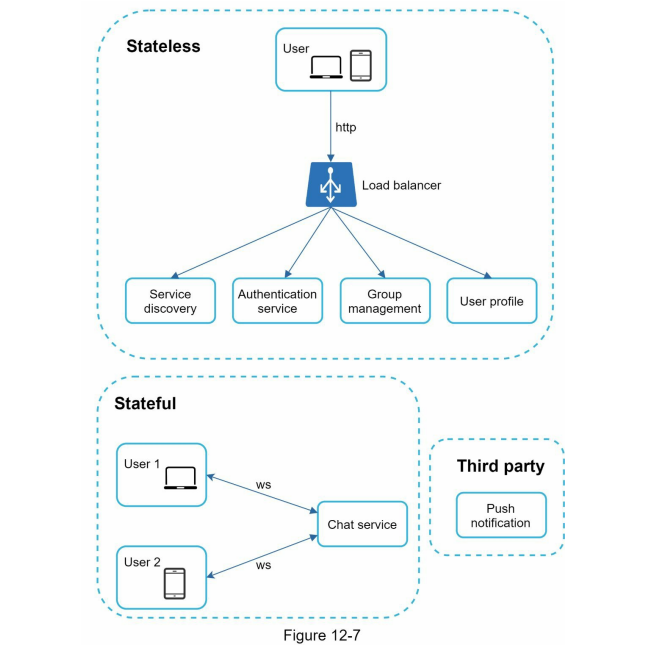 Stateless
User
http
Load balancer
Service
discovery
Authentication
service
Group
management
User profile
Stateful
User 1
ws
Chat service
User 2
ws
Third party
Push
notification
Figure 12-7